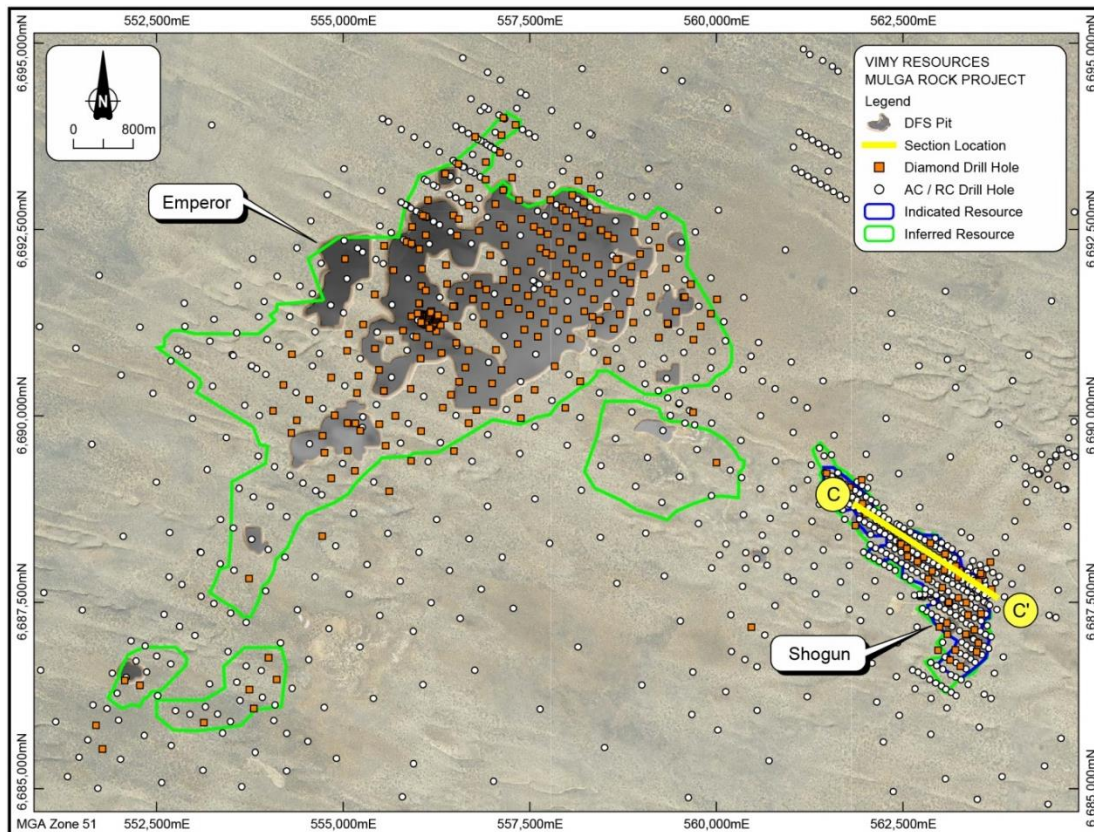 552,500mE
555,000mE
557,500mE
560,000mE
562,500mE
6,695,000mN
6,695,000mN
N
0 800m
VIMY RESOURCES
MULGA ROCK PROJECT
Legend
DFS Pit
Section Location
Diamond Drill Hole
AC / RC Drill Hole
Indicated Resource
Inferred Resource
Emperor
6,692,500mN
6,692,500mN
6,690,000mN
6,690,000mN
C
C'
6,687,500mN
6,687,500mN
Shogun
6,685,000mN
6,685,000mN
MGA Zone 51
552,500mE
555,000mE
557,500mE
560,000mE
562,500mE